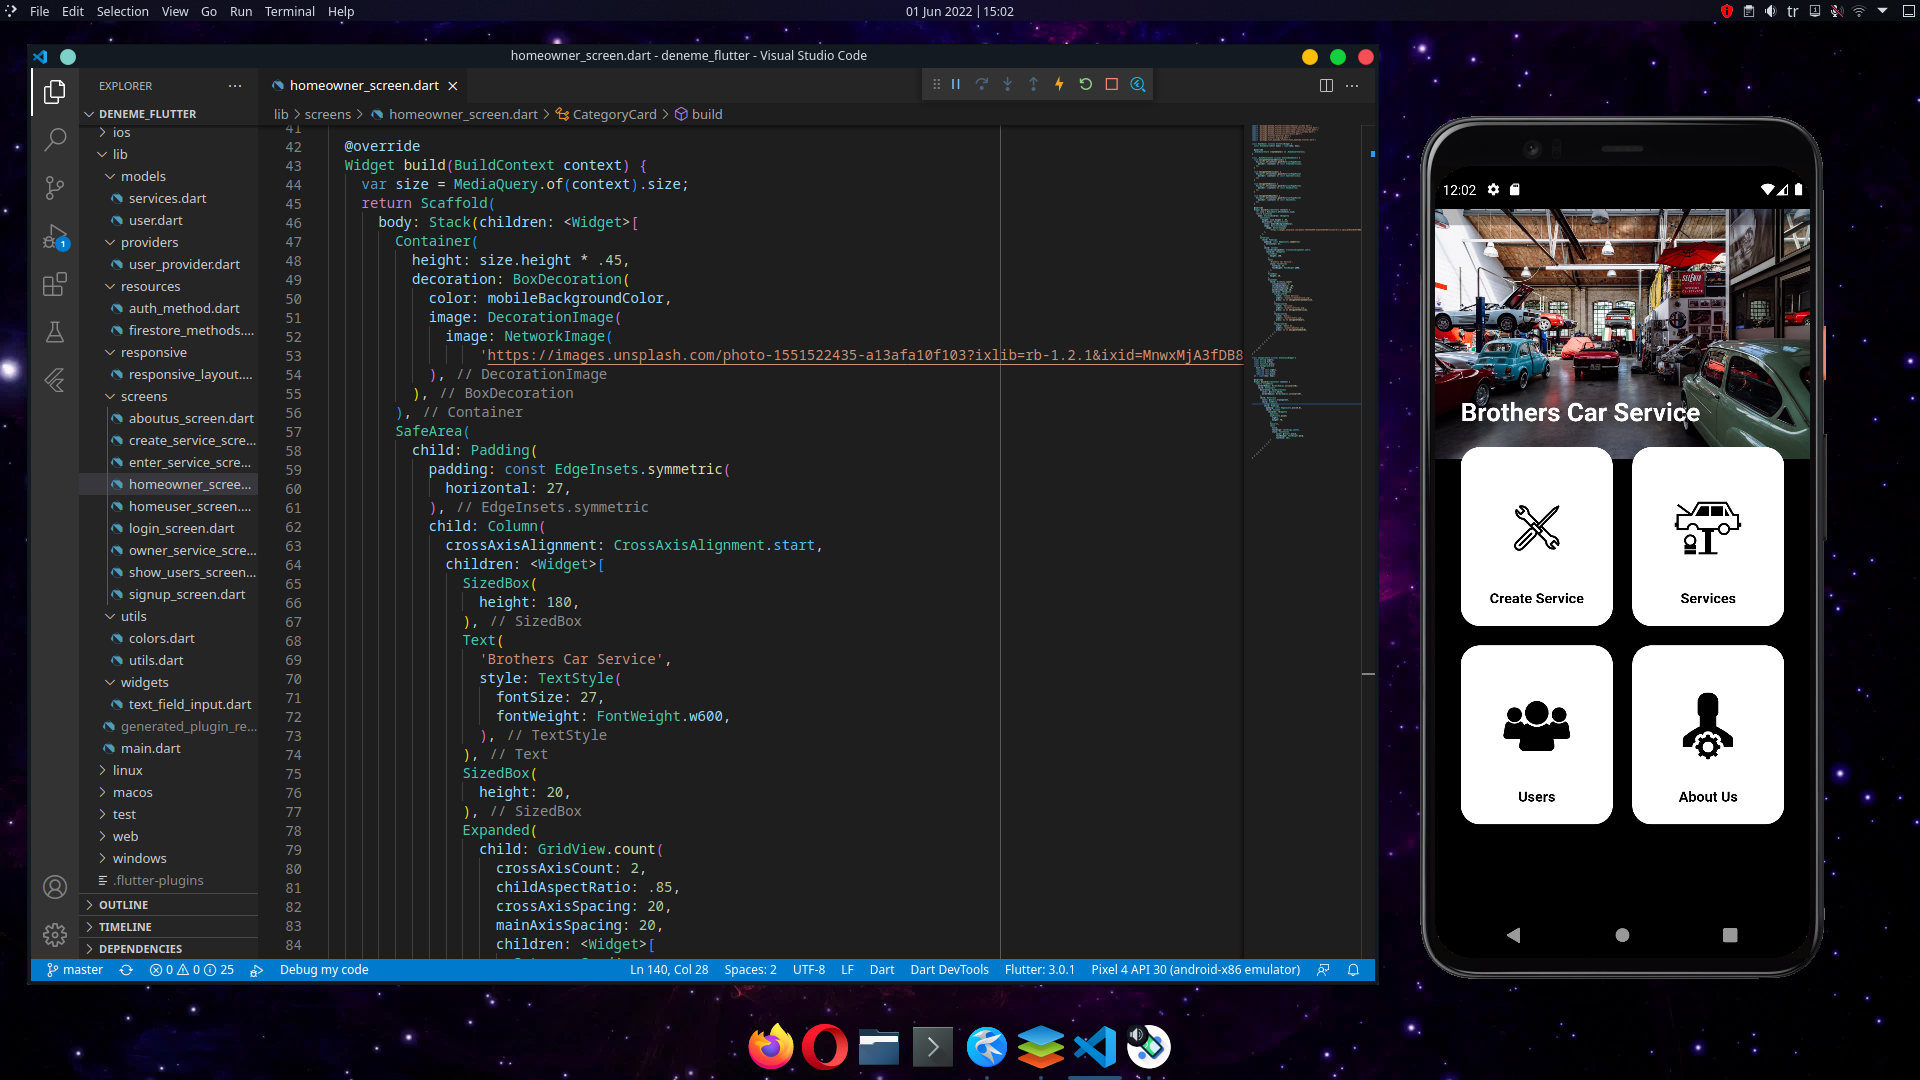 File Edit Selection View Go Run Terminal Help
01 Jun 2022 | 15:02
tr
homeowner_screen.dart - deneme_flutter - Visual Studio Code
EXPLORER
DENEME_FLUTTER
ios
lib
models
services.dart
user.dart
providers
user_provider.dart
resources
auth_method.dart
firestore_methods....
responsive
responsive_layout....
screens
aboutus_screen.dart
create_service_scre...
enter_service_scre...
homeowner_scree...
homeuser_screen....
login_screen.dart
owner_service_scre...
show_users_screen...
signup_screen.dart
utils
colors.dart
utils.dart
widgets
text_field_input.dart
generated_plugin_re...
main.dart
linux
macos
test
web
windows
.flutter-plugins
OUTLINE
TIMELINE
DEPENDENCIES
1
homeowner_screen.dart
lib > screens > homeowner_screen.dart > CategoryCard > build
41
42 @override
43 Widget build(BuildContext context) {
44 var size = MediaQuery.of(context).size;
45 return Scaffold(
46 body: Stack(children: <Widget>[
47 Container(
48 height: size.height * .45,
49 decoration: BoxDecoration(
50 color: mobileBackgroundColor,
51 image: DecorationImage(
52 image: NetworkImage(
53 'https://images.unsplash.com/photo-1551522435-a13afa10f103?ixlib=rb-1.2.1&ixid=MnwxMjA3fDB8
54 ), // DecorationImage
55 ), // BoxDecoration
56 ), // Container
57 SafeArea(
58 child: Padding(
59 padding: const EdgeInsets.symmetric(
60 horizontal: 27,
61 ), // EdgeInsets.symmetric
62 child: Column(
63 crossAxisAlignment: CrossAxisAlignment.start,
64 children: <Widget>[
65 SizedBox(
66 height: 180,
67 ), // SizedBox
68 Text(
69 'Brothers Car Service',
70 style: TextStyle(
71 fontSize: 27,
72 fontWeight: FontWeight.w600,
73 ), // TextStyle
74 ), // Text
75 SizedBox(
76 height: 20,
77 ), // SizedBox
78 Expanded(
79 child: GridView.count(
80 crossAxisCount: 2,
81 childAspectRatio: .85,
82 crossAxisSpacing: 20,
83 mainAxisSpacing: 20,
84 children: <Widget>[
master 0 0 25 Debug my code Ln 140, Col 28 Spaces: 2 UTF-8 LF Dart Dart DevTools Flutter: 3.0.1 Pixel 4 API 30 (android-x86 emulator)
12:02
Brothers Car Service
Create Service
Services
Users
About Us